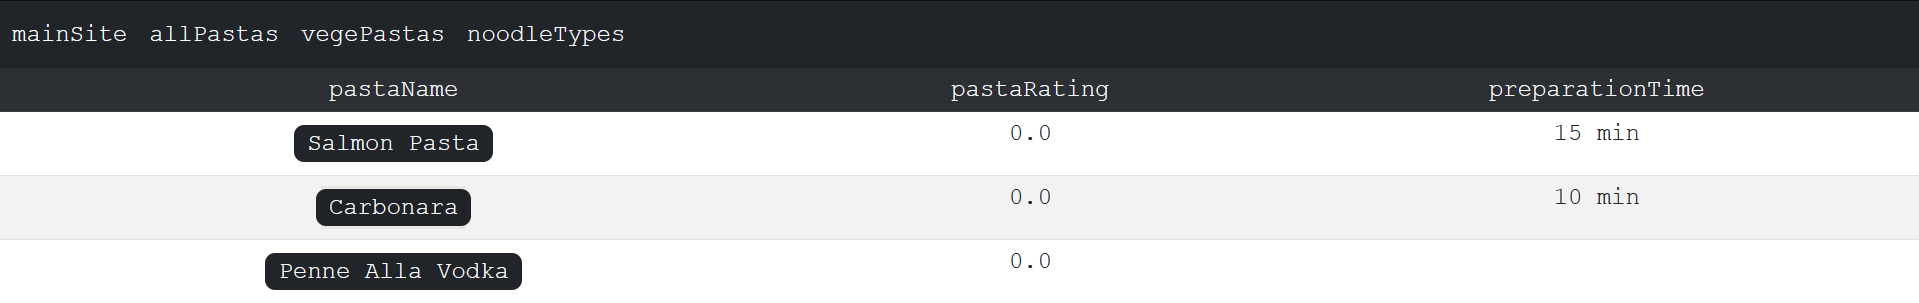 mainSite allPastas vegePastas noodleTypes
pastaName pastaRating preparationTime
Salmon Pasta 0.0 15 min
Carbonara 0.0 10 min
Penne Alla Vodka 0.0